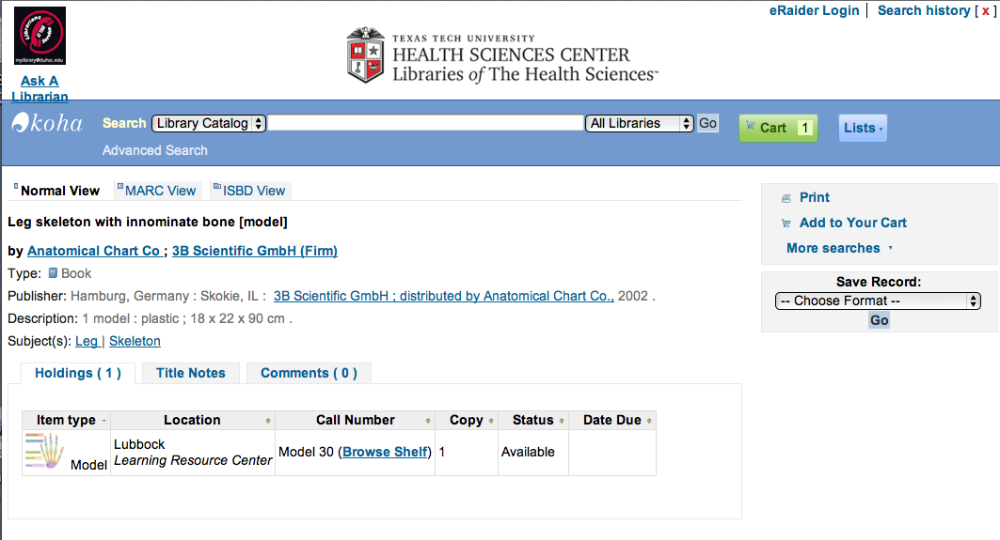 eRaider Login | Search history [ x ]
Librarians at Your Service
mylibrary@ttuhsc.edu
Ask A
Librarian
TEXAS TECH UNIVERSITY
HEALTH SCIENCES CENTER
Libraries of The Health Sciences™
koha Search Library Catalog All Libraries Go Cart 1 Lists
Advanced Search
Normal View MARC View ISBD View
Leg skeleton with innominate bone [model]
by Anatomical Chart Co ; 3B Scientific GmbH (Firm)
Type: Book
Publisher: Hamburg, Germany : Skokie, IL : 3B Scientific GmbH ; distributed by Anatomical Chart Co., 2002 .
Description: 1 model : plastic ; 18 x 22 x 90 cm .
Subject(s): Leg | Skeleton
Holdings ( 1 ) Title Notes Comments ( 0 )
Item type Location Call Number Copy Status Date Due
Model Lubbock
Learning Resource Center Model 30 (Browse Shelf) 1 Available
Print
Add to Your Cart
More searches
Save Record:
-- Choose Format --
Go